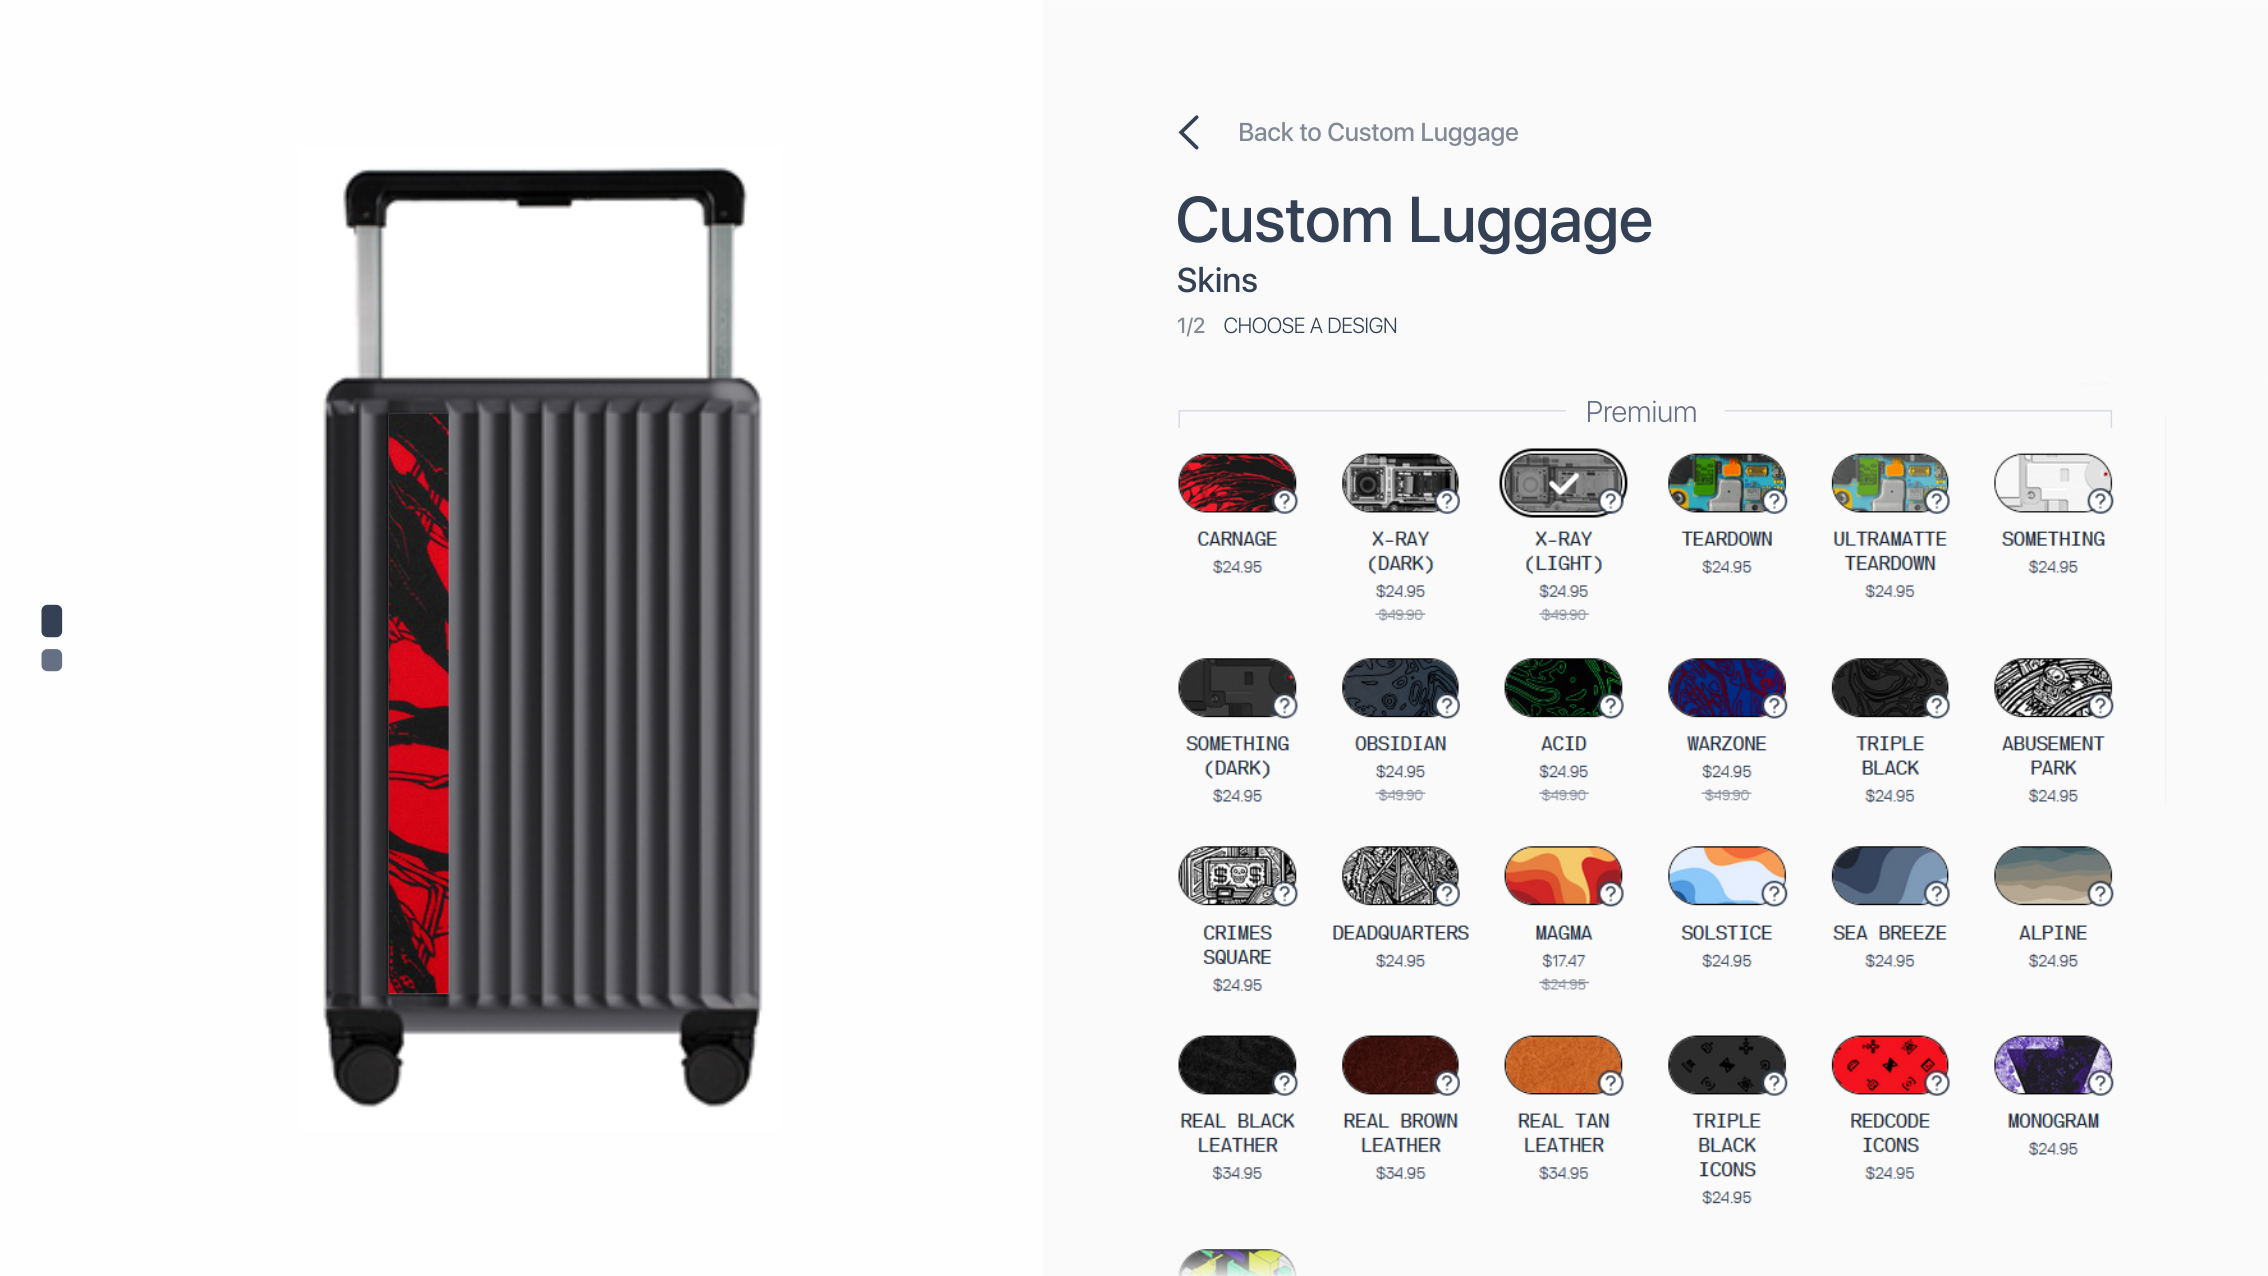 Back to Custom Luggage
Custom Luggage
Skins
1/2 CHOOSE A DESIGN
Premium
CARNAGE
$24.95
X-RAY
(DARK)
$24.95
$49.90
X-RAY
(LIGHT)
$24.95
$49.90
TEARDOWN
$24.95
ULTRAMATTE
TEARDOWN
$24.95
SOMETHING
$24.95
SOMETHING
(DARK)
$24.95
OBSIDIAN
$24.95
$49.90
ACID
$24.95
$49.90
WARZONE
$24.95
$49.90
TRIPLE
BLACK
$24.95
ABUSEMENT
PARK
$24.95
CRIMES
SQUARE
$24.95
DEADQUARTERS
$24.95
MAGMA
$17.47
$24.95
SOLSTICE
$24.95
SEA BREEZE
$24.95
ALPINE
$24.95
REAL BLACK
LEATHER
$34.95
REAL BROWN
LEATHER
$34.95
REAL TAN
LEATHER
$34.95
TRIPLE
BLACK
ICONS
$24.95
REDCODE
ICONS
$24.95
MONOGRAM
$24.95